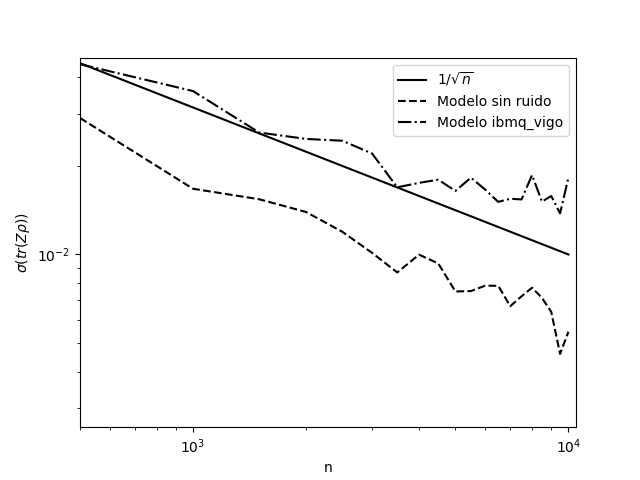 1/√n
Modelo sin ruido
Modelo ibmq_vigo
σ(tr(Zρ))
10⁻²
10³
10⁴
n